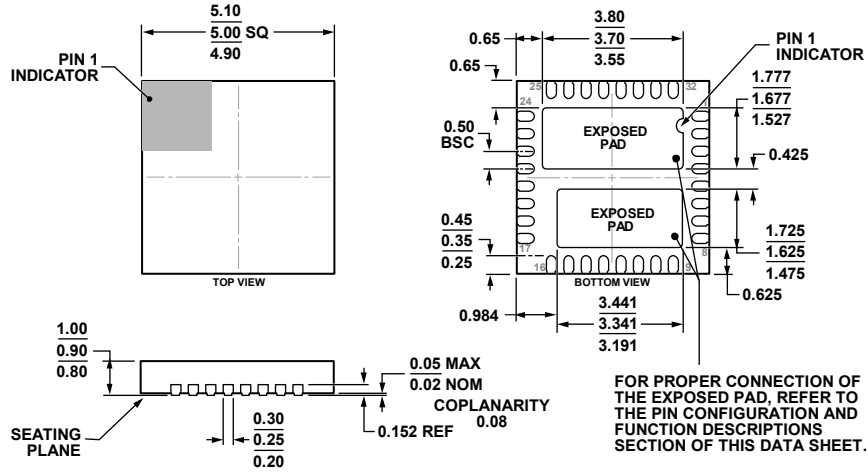 5.10
5.00 SQ
4.90
PIN 1
INDICATOR
TOP VIEW
0.65
3.80
3.70
3.55
PIN 1
INDICATOR
0.65
25
32
24
1.777
1.677
1.527
EXPOSED
PAD
0.50
BSC
0.425
EXPOSED
PAD
0.45
0.35
0.25
1.725
1.625
1.475
17
8
16
9
BOTTOM VIEW
0.625
0.984
3.441
3.341
3.191
1.00
0.90
0.80
0.05 MAX
0.02 NOM
COPLANARITY
0.08
0.152 REF
SEATING
PLANE
0.30
0.25
0.20
FOR PROPER CONNECTION OF
THE EXPOSED PAD, REFER TO
THE PIN CONFIGURATION AND
FUNCTION DESCRIPTIONS
SECTION OF THIS DATA SHEET.